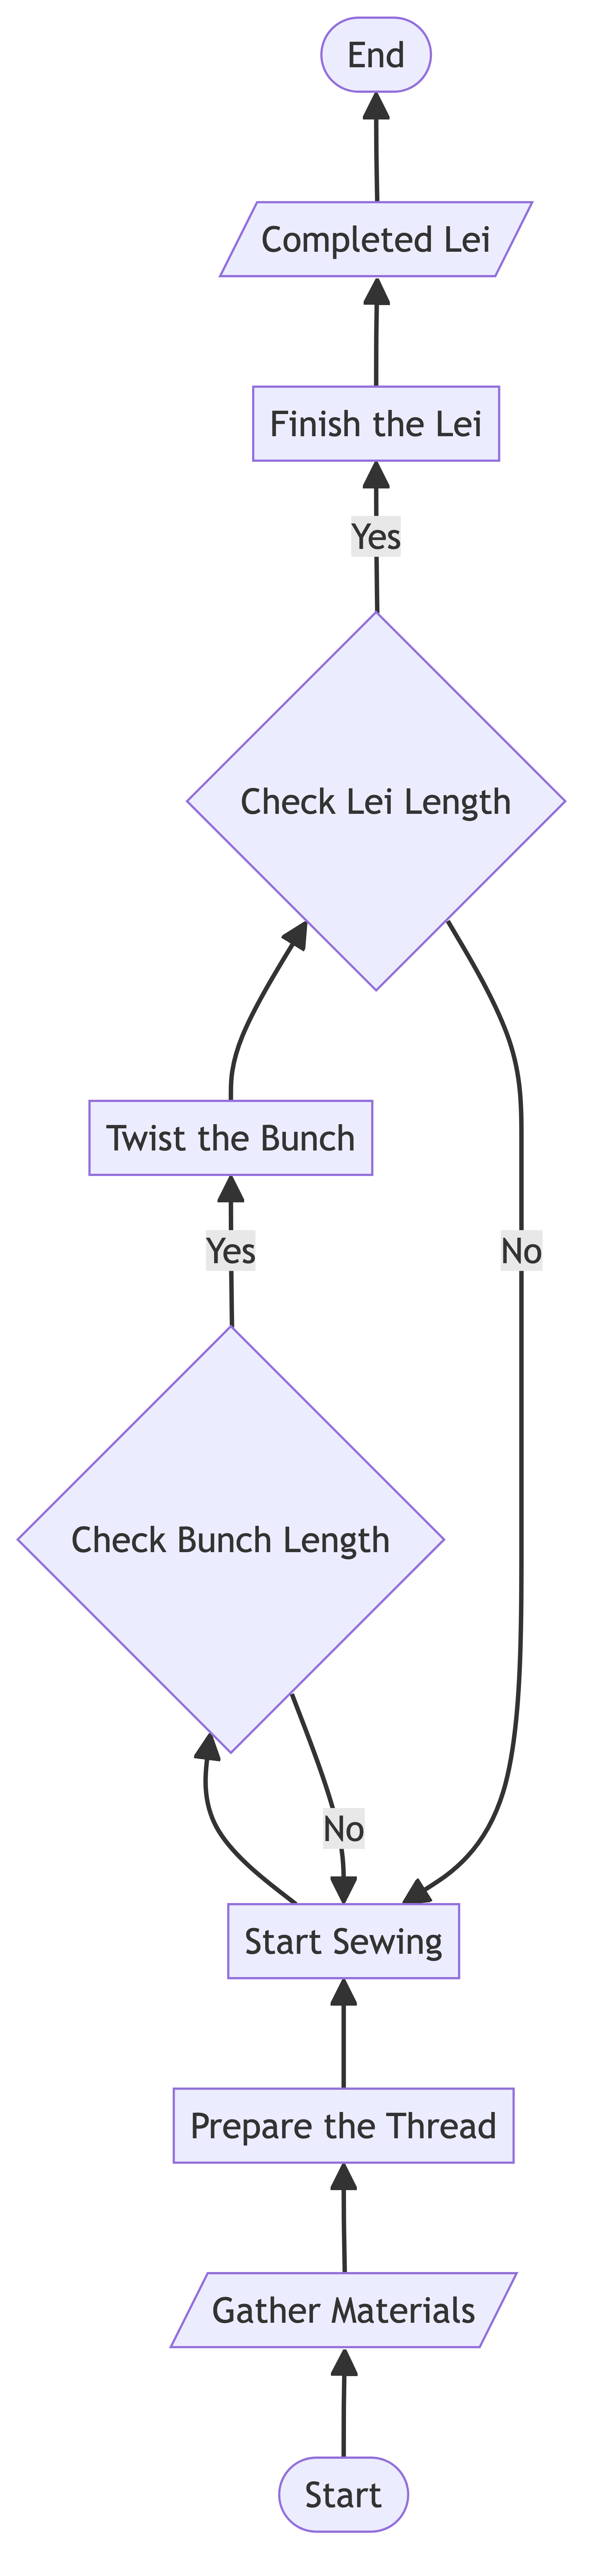 End
Completed Lei
Finish the Lei
Yes
Check Lei Length
Twist the Bunch
Yes
No
Check Bunch Length
No
Start Sewing
Prepare the Thread
Gather Materials
Start